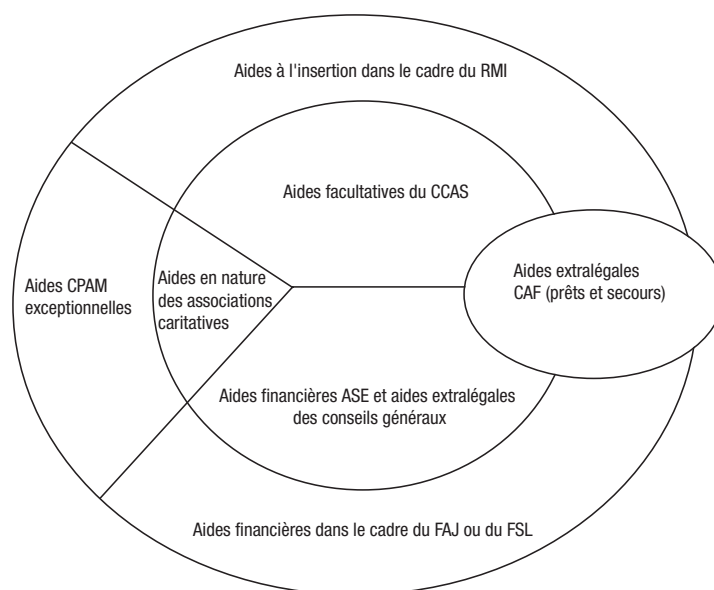 Aides à l'insertion dans le cadre du RMI
Aides facultatives du CCAS
Aides extralégales
CAF (prêts et secours)
Aides CPAM
exceptionnelles
Aides en nature
des associations
caritatives
Aides financières ASE et aides extralégales
des conseils généraux
Aides financières dans le cadre du FAJ ou du FSL